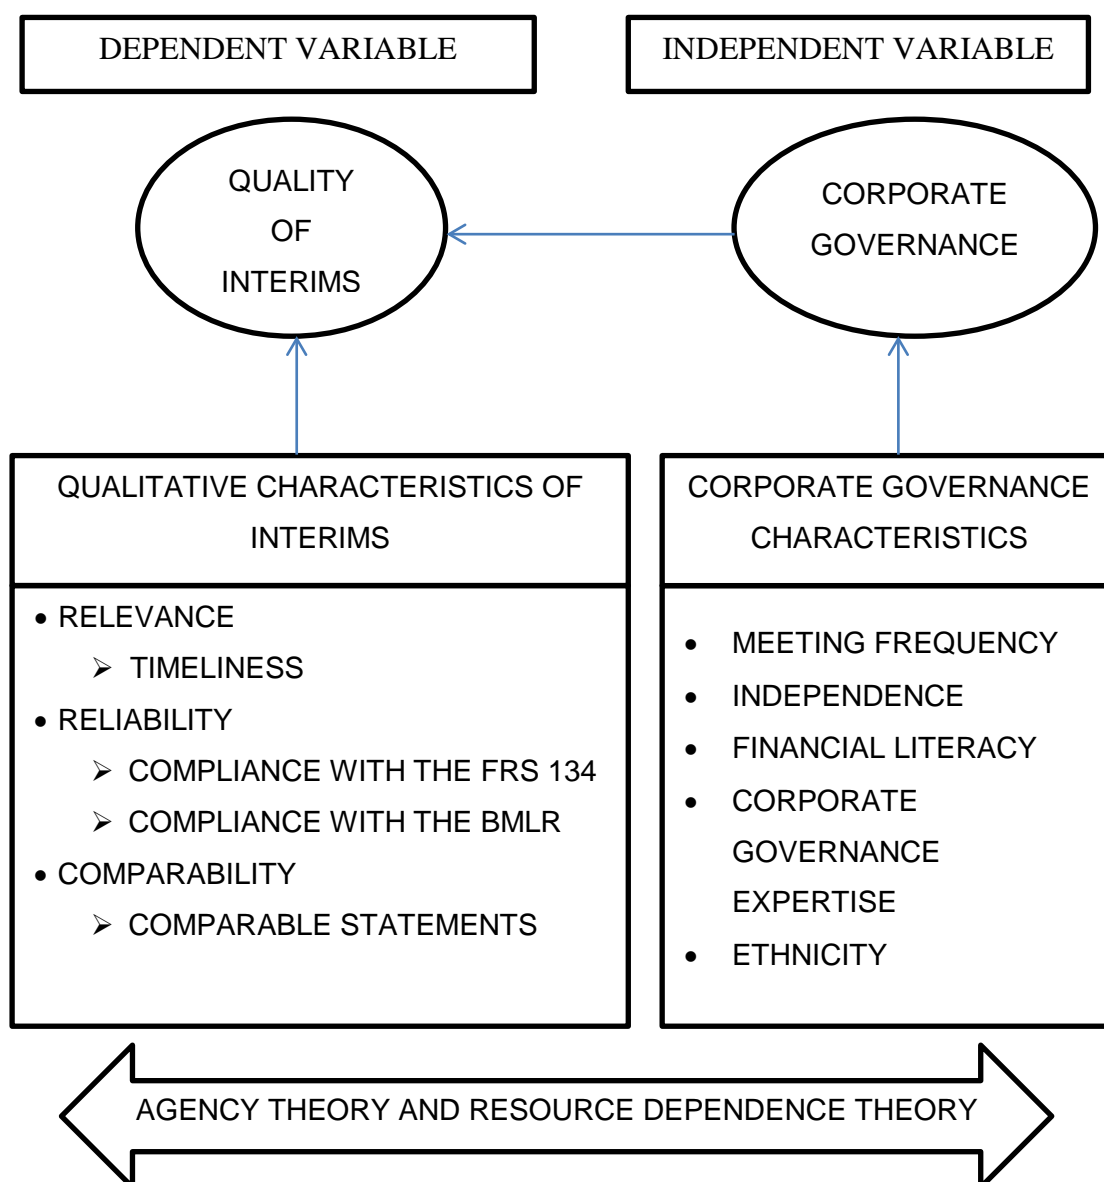 DEPENDENT VARIABLE
INDEPENDENT VARIABLE
QUALITY
OF
INTERIMS
CORPORATE
GOVERNANCE
QUALITATIVE CHARACTERISTICS OF
INTERIMS
• RELEVANCE
➢ TIMELINESS
• RELIABILITY
➢ COMPLIANCE WITH THE FRS 134
➢ COMPLIANCE WITH THE BMLR
• COMPARABILITY
➢ COMPARABLE STATEMENTS
CORPORATE GOVERNANCE
CHARACTERISTICS
• MEETING FREQUENCY
• INDEPENDENCE
• FINANCIAL LITERACY
• CORPORATE
GOVERNANCE
EXPERTISE
• ETHNICITY
AGENCY THEORY AND RESOURCE DEPENDENCE THEORY